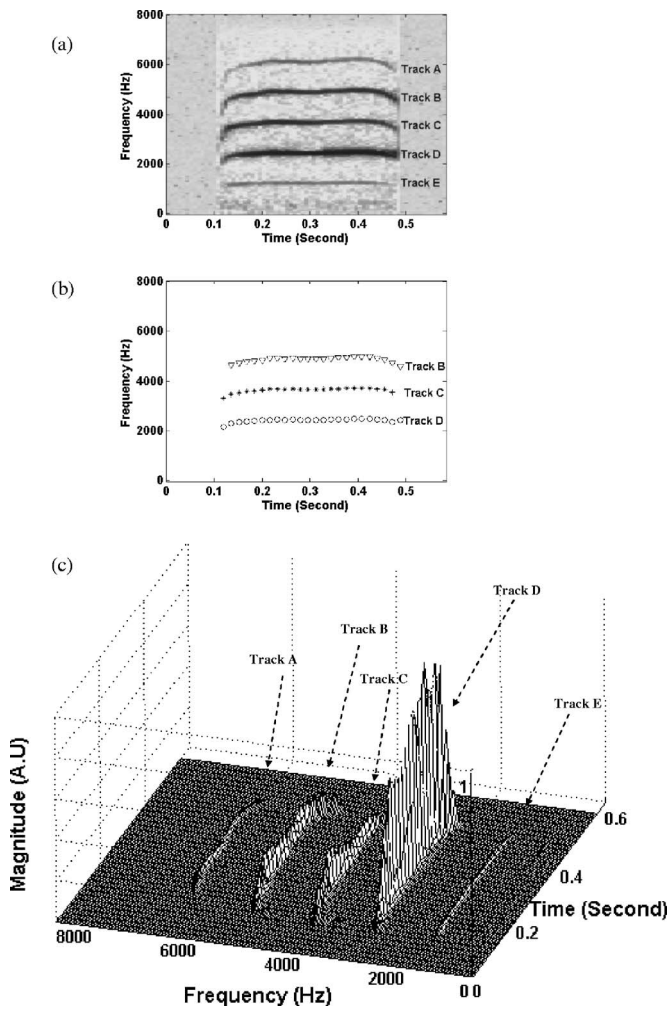 (a)
8000
6000
4000
2000
0
Frequency (Hz)
Track A
Track B
Track C
Track D
Track E
0 0.1 0.2 0.3 0.4 0.5
Time (Second)
(b)
8000
6000
4000
2000
0
Frequency (Hz)
Track B
Track C
Track D
0 0.1 0.2 0.3 0.4 0.5
Time (Second)
(c)
Track D
Track B
Track A
Track C
Track E
Magnitude (A.U)
1
0.6
0.4
0.2
0
Time (Second)
8000
6000
4000
2000
0
Frequency (Hz)